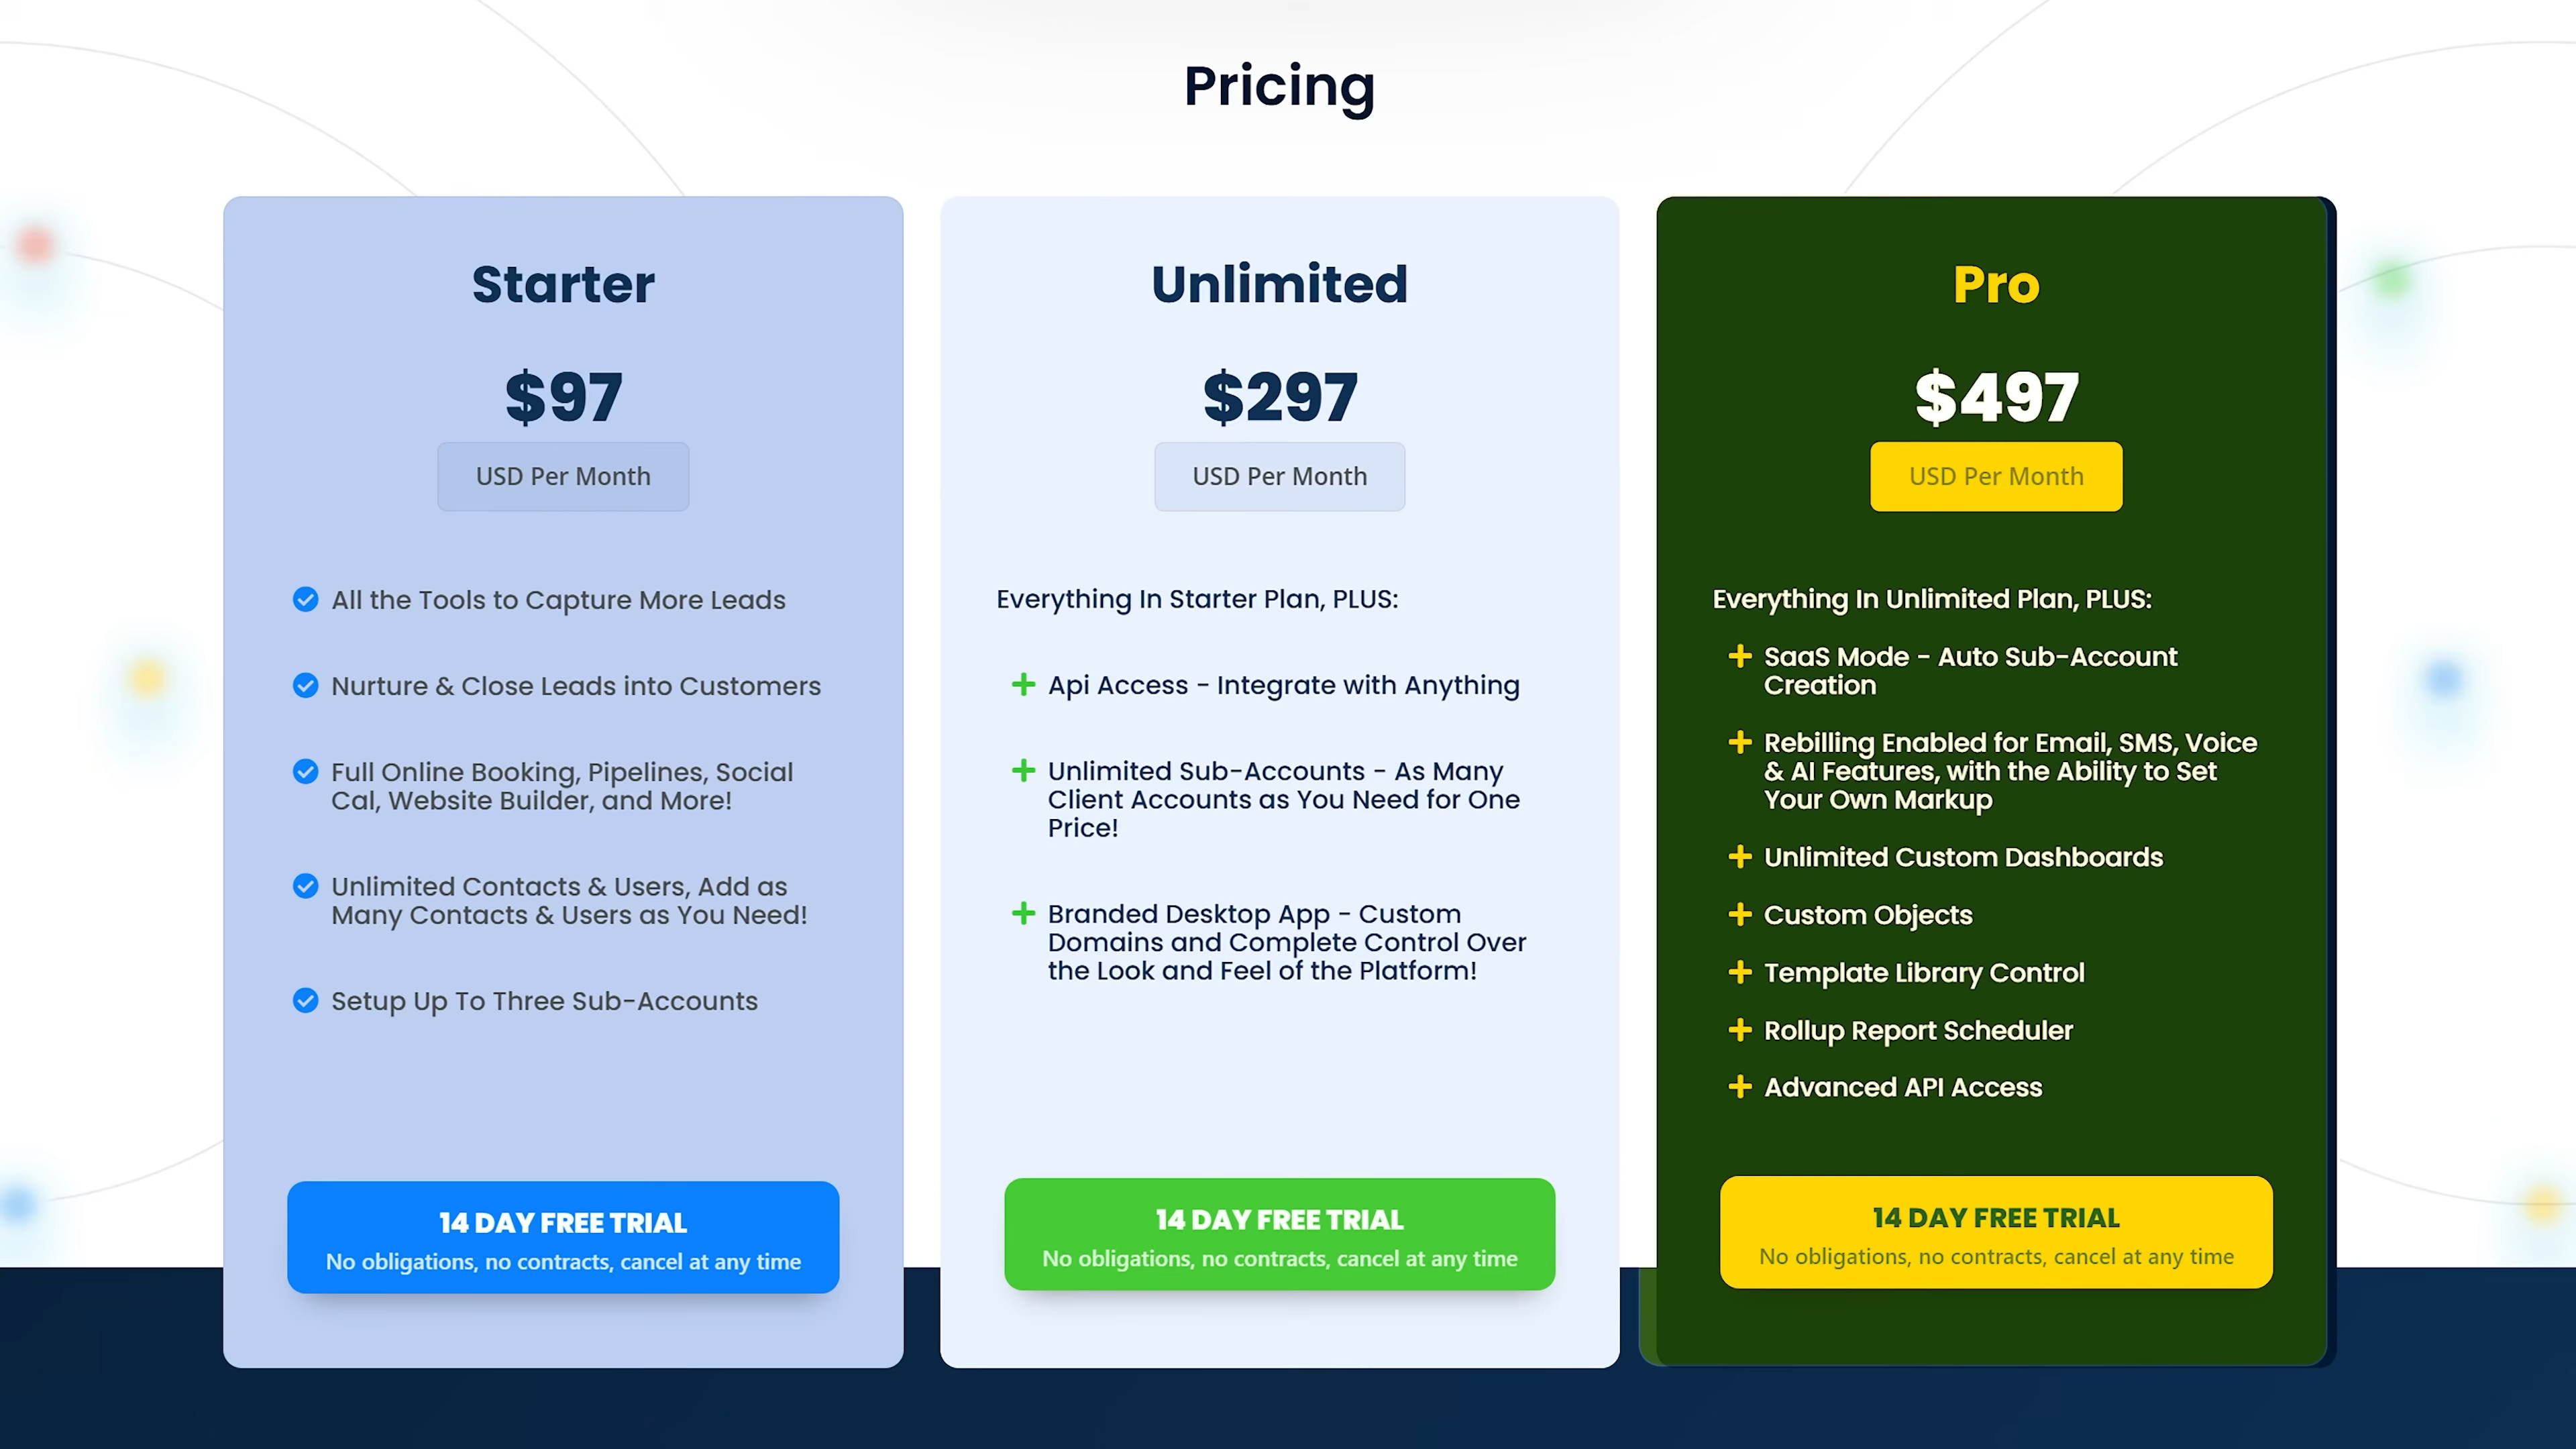 Pricing
Starter
$97
USD Per Month
All the Tools to Capture More Leads
Nurture & Close Leads into Customers
Full Online Booking, Pipelines, Social
Cal, Website Builder, and More!
Unlimited Contacts & Users, Add as
Many Contacts & Users as You Need!
Setup Up To Three Sub-Accounts
14 DAY FREE TRIAL
No obligations, no contracts, cancel at any time
Unlimited
$297
USD Per Month
Everything In Starter Plan, PLUS:
Api Access - Integrate with Anything
Unlimited Sub-Accounts - As Many
Client Accounts as You Need for One
Price!
Branded Desktop App - Custom
Domains and Complete Control Over
the Look and Feel of the Platform!
14 DAY FREE TRIAL
No obligations, no contracts, cancel at any time
Pro
$497
USD Per Month
Everything In Unlimited Plan, PLUS:
SaaS Mode - Auto Sub-Account
Creation
Rebilling Enabled for Email, SMS, Voice
& AI Features, with the Ability to Set
Your Own Markup
Unlimited Custom Dashboards
Custom Objects
Template Library Control
Rollup Report Scheduler
Advanced API Access
14 DAY FREE TRIAL
No obligations, no contracts, cancel at any time